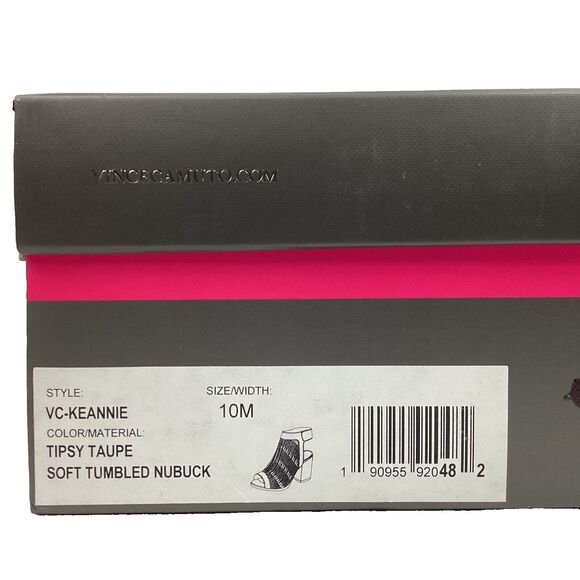 VINCECAMUTO.COM
STYLE: SIZE/WIDTH:
VC-KEANNIE 10M
COLOR/MATERIAL:
TIPSY TAUPE
SOFT TUMBLED NUBUCK
1 90955 92048 2